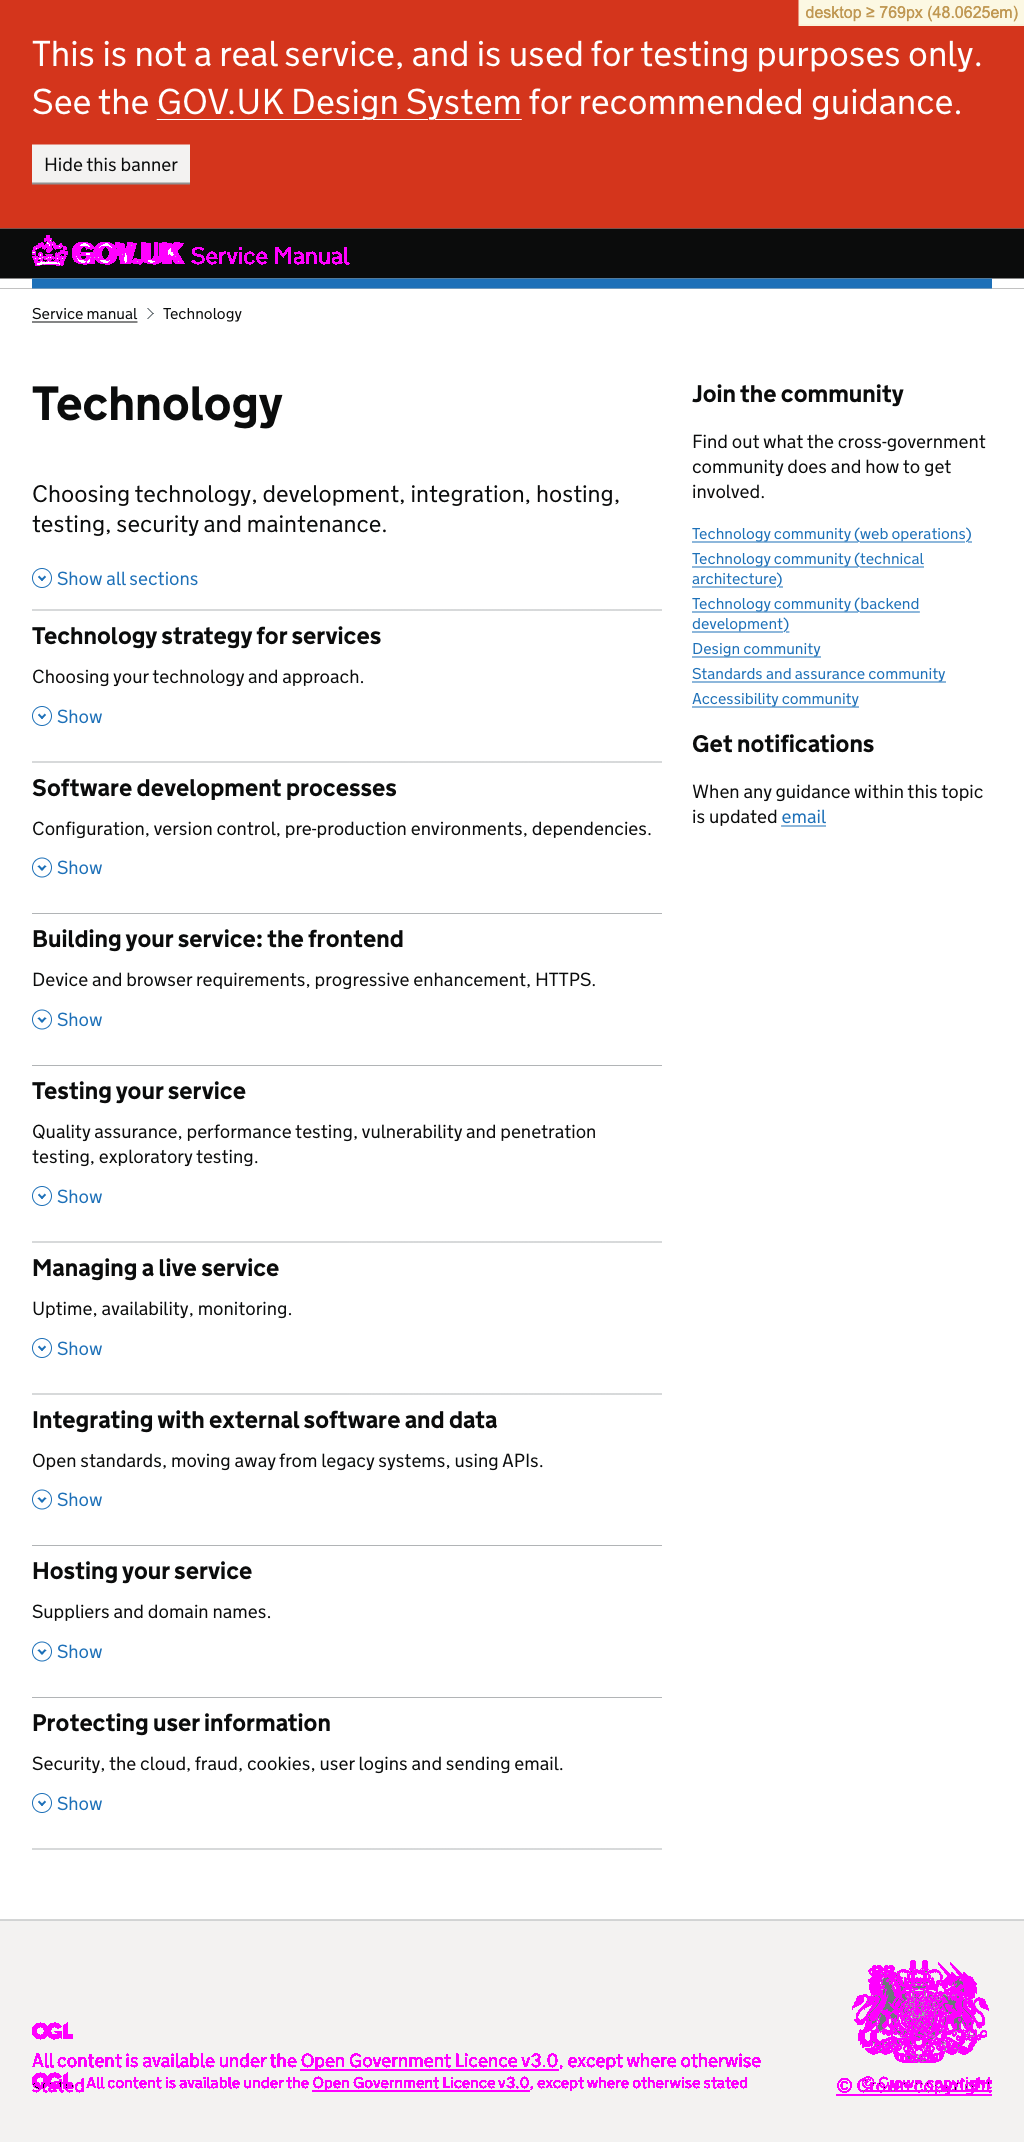 desktop ≥ 769px (48.0625em)
This is not a real service, and is used for testing purposes only.
See the GOV.UK Design System for recommended guidance.
Hide this banner
GOV.UK Service Manual
Service manual
Technology
Technology
Choosing technology, development, integration, hosting,
testing, security and maintenance.
Show all sections
Technology strategy for services
Choosing your technology and approach.
Show
Software development processes
Configuration, version control, pre-production environments, dependencies.
Show
Building your service: the frontend
Device and browser requirements, progressive enhancement, HTTPS.
Show
Testing your service
Quality assurance, performance testing, vulnerability and penetration
testing, exploratory testing.
Show
Managing a live service
Uptime, availability, monitoring.
Show
Integrating with external software and data
Open standards, moving away from legacy systems, using APIs.
Show
Hosting your service
Suppliers and domain names.
Show
Protecting user information
Security, the cloud, fraud, cookies, user logins and sending email.
Show
Join the community
Find out what the cross-government
community does and how to get
involved.
Technology community (web operations)
Technology community (technical
architecture)
Technology community (backend
development)
Design community
Standards and assurance community
Accessibility community
Get notifications
When any guidance within this topic
is updated email
OGL
All content is available under the Open Government Licence v3.0, except where otherwise
stated
OGL All content is available under the Open Government Licence v3.0, except where otherwise stated
© Crown copyright
© Crown copyright